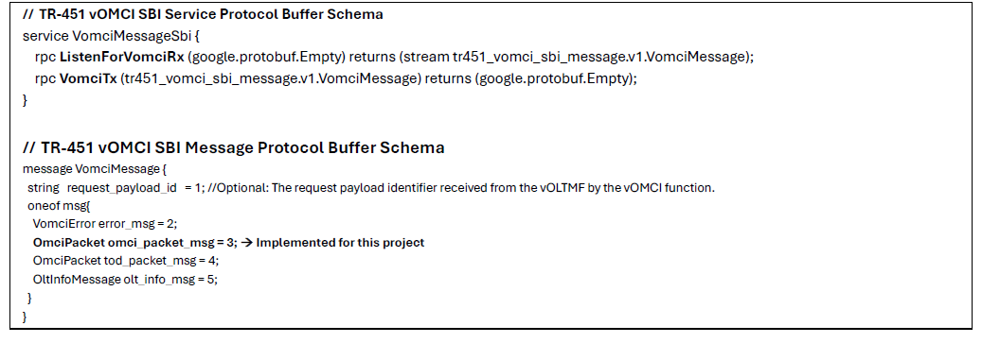 // TR-451 vOMCI SBI Service Protocol Buffer Schema
service VomciMessageSbi {
rpc ListenForVomciRx (google.protobuf.Empty) returns (stream tr451_vomci_sbi_message.v1.VomciMessage);
rpc VomciTx (tr451_vomci_sbi_message.v1.VomciMessage) returns (google.protobuf.Empty);
}
// TR-451 vOMCI SBI Message Protocol Buffer Schema
message VomciMessage {
string request_payload_id = 1; //Optional: The request payload identifier received from the vOLTMF by the vOMCI function.
oneof msg{
VomciError error_msg = 2;
OmciPacket omci_packet_msg = 3; → Implemented for this project
OmciPacket tod_packet_msg = 4;
OltInfoMessage olt_info_msg = 5;
}
}